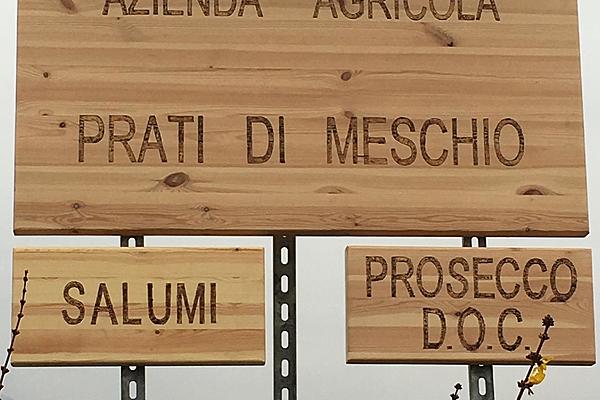 AZIENDA AGRICOLA
PRATI DI MESCHIO
SALUMI
PROSECCO
D.O.C.